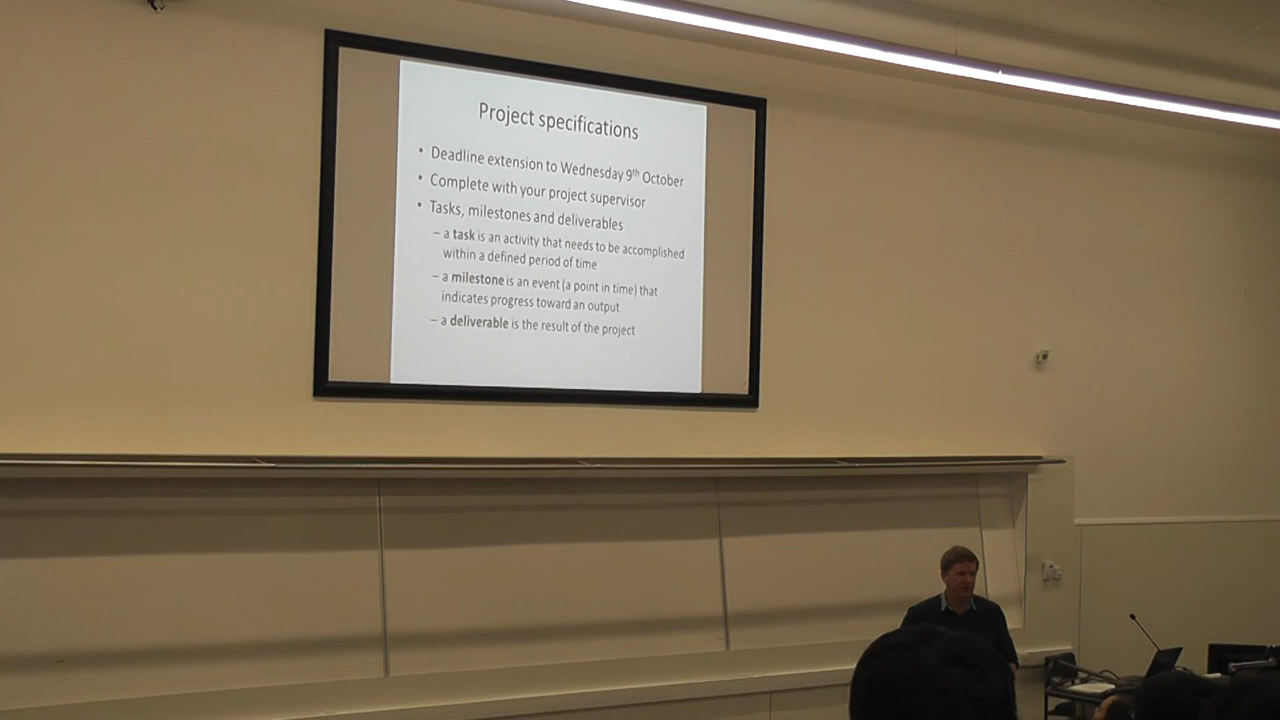 Project specifications
• Deadline extension to Wednesday 9th October
• Complete with your project supervisor
• Tasks, milestones and deliverables
– a task is an activity that needs to be accomplished
within a defined period of time
– a milestone is an event (a point in time) that
indicates progress toward an output
– a deliverable is the result of the project